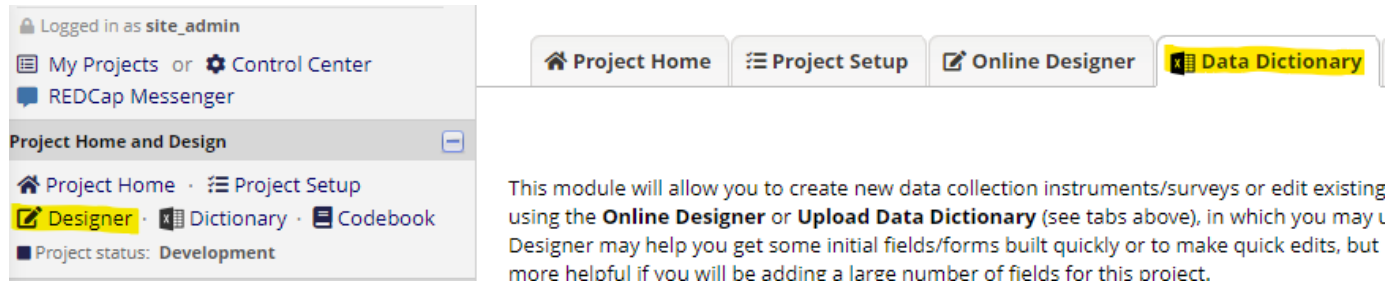 Logged in as site_admin
My Projects or Control Center
REDCap Messenger
Project Home and Design
Project Home · Project Setup
Designer · Dictionary · Codebook
Project status: Development
Project Home Project Setup Online Designer Data Dictionary
This module will allow you to create new data collection instruments/surveys or edit existing
using the Online Designer or Upload Data Dictionary (see tabs above), in which you may u
Designer may help you get some initial fields/forms built quickly or to make quick edits, but
more helpful if you will be adding a large number of fields for this project.